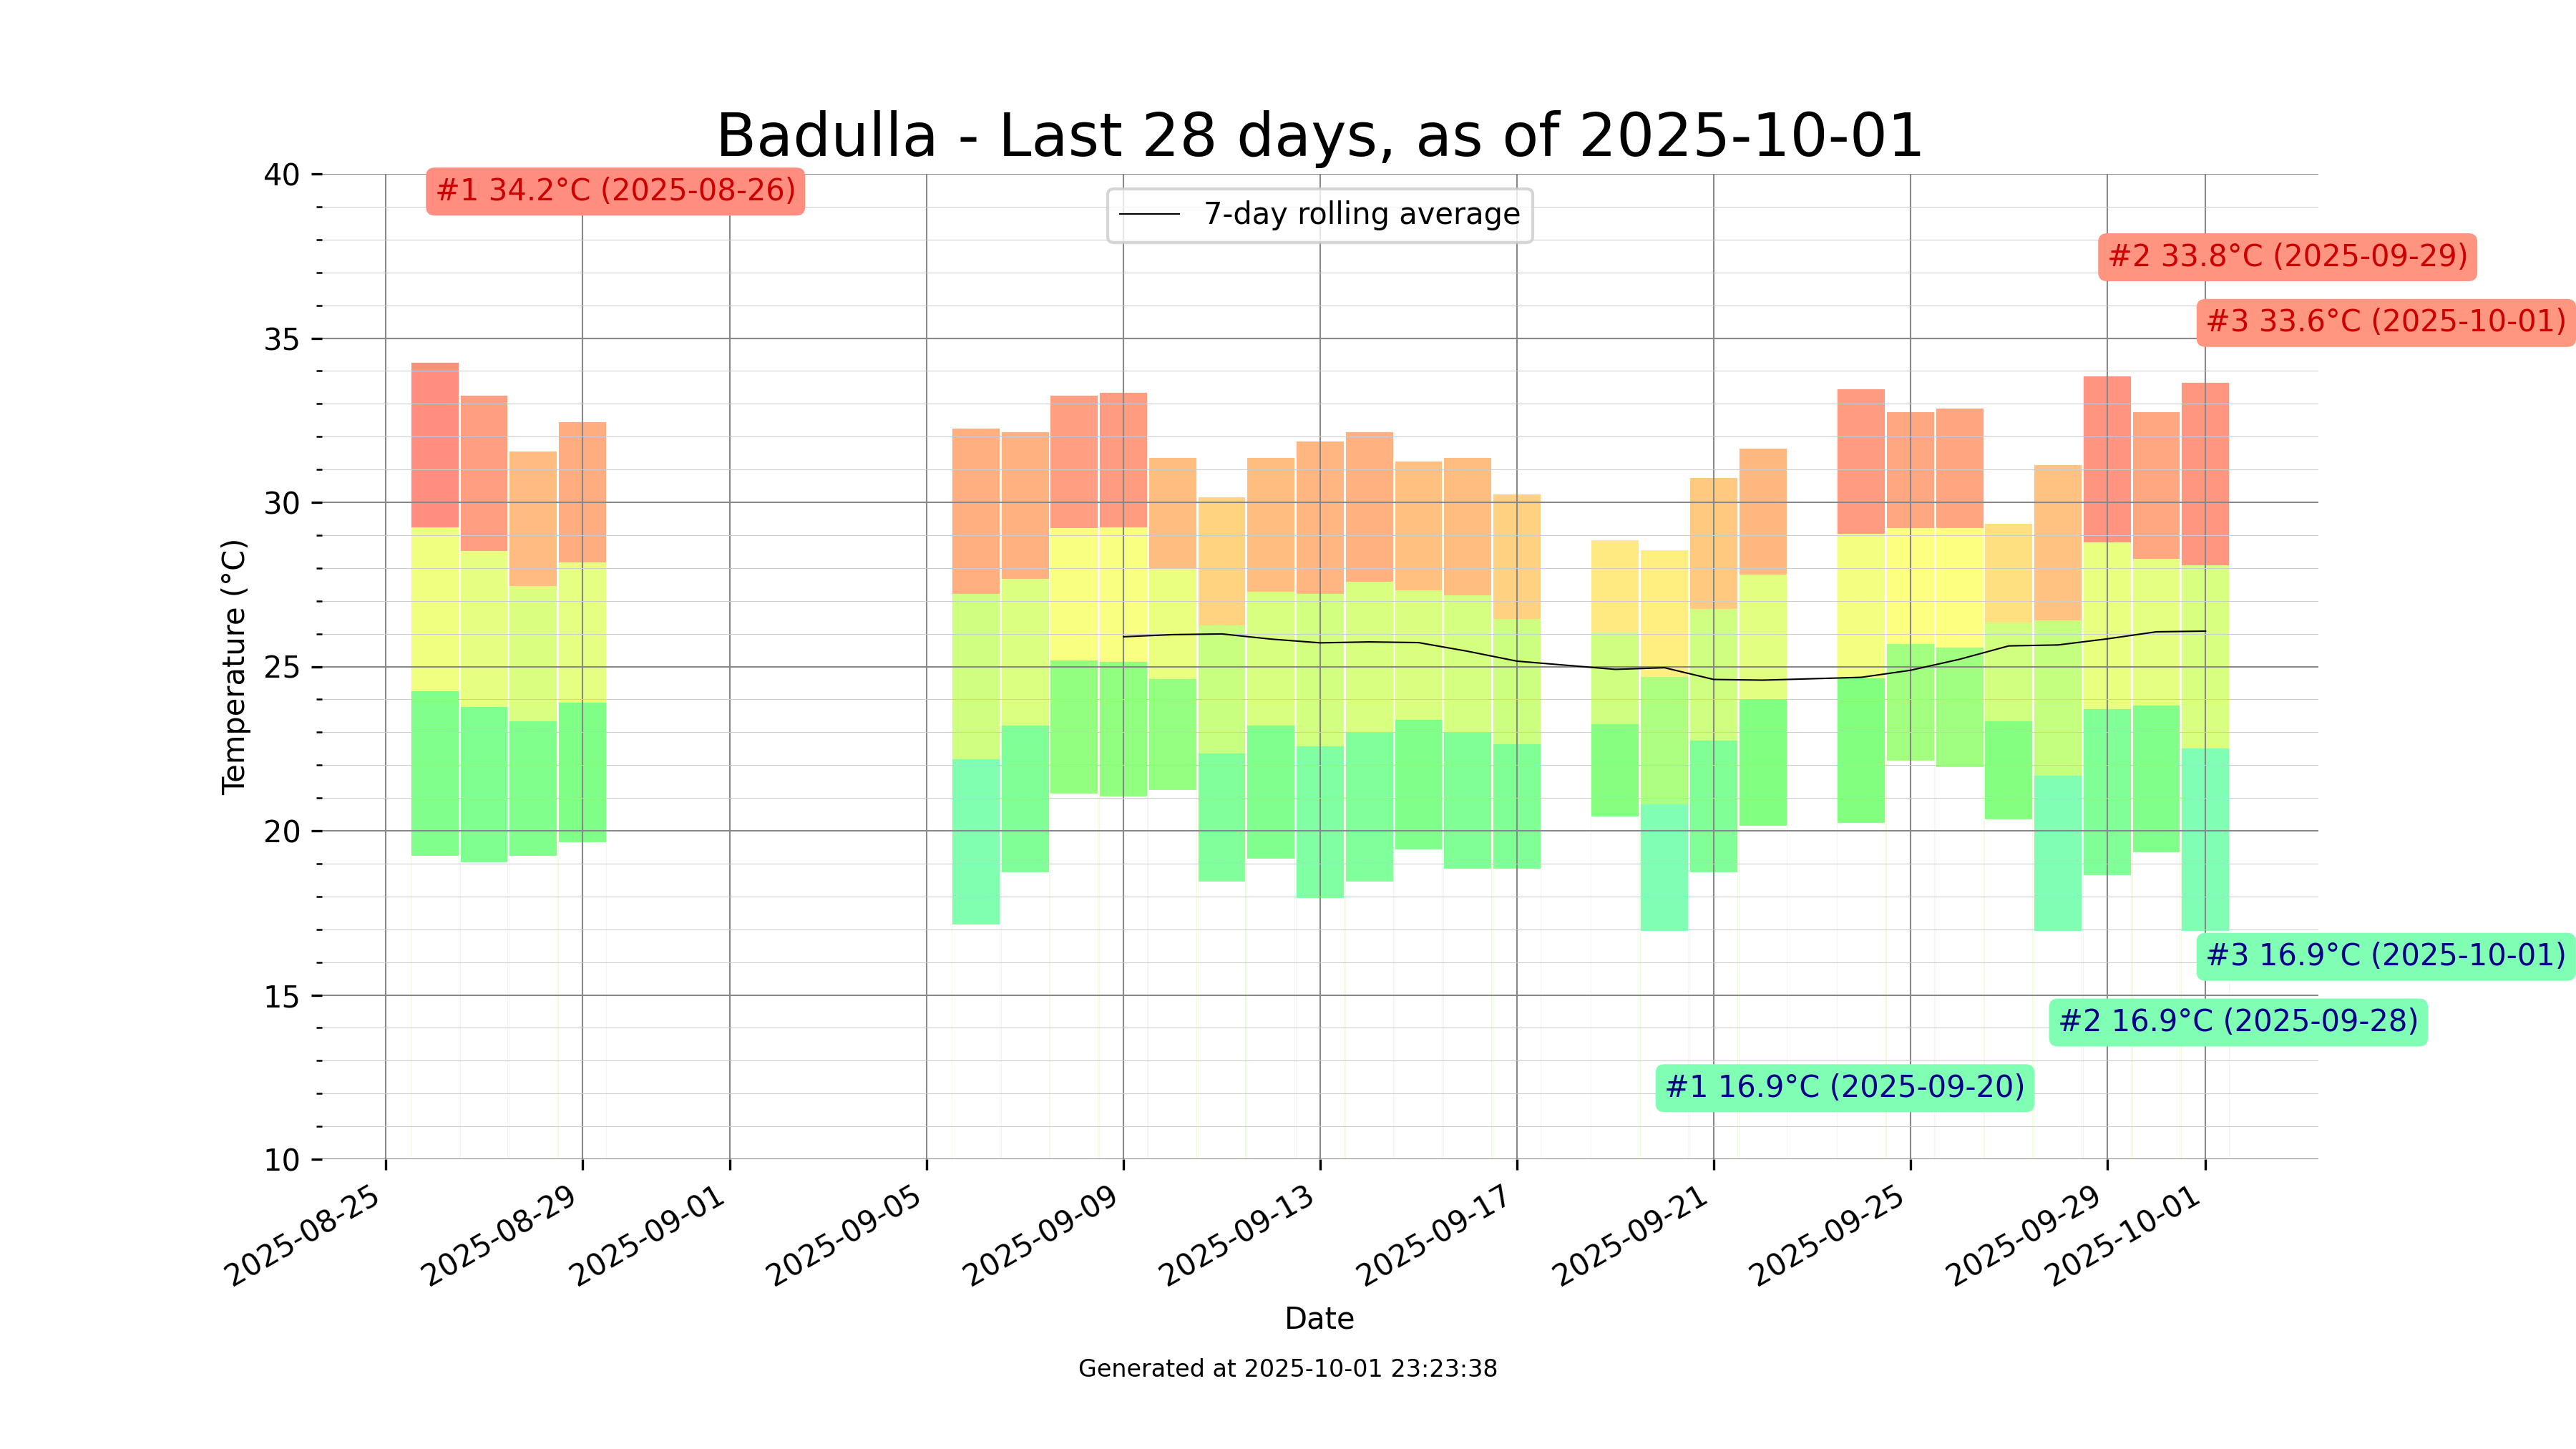 Badulla - Last 28 days, as of 2025-10-01
#1 34.2°C (2025-08-26)
7-day rolling average
#2 33.8°C (2025-09-29)
#3 33.6°C (2025-10-01)
40
35
30
25
20
15
10
Temperature (°C)
#3 16.9°C (2025-10-01)
#2 16.9°C (2025-09-28)
#1 16.9°C (2025-09-20)
2025-08-25
2025-08-29
2025-09-01
2025-09-05
2025-09-09
2025-09-13
2025-09-17
2025-09-21
2025-09-25
2025-09-29
2025-10-01
Date
Generated at 2025-10-01 23:23:38